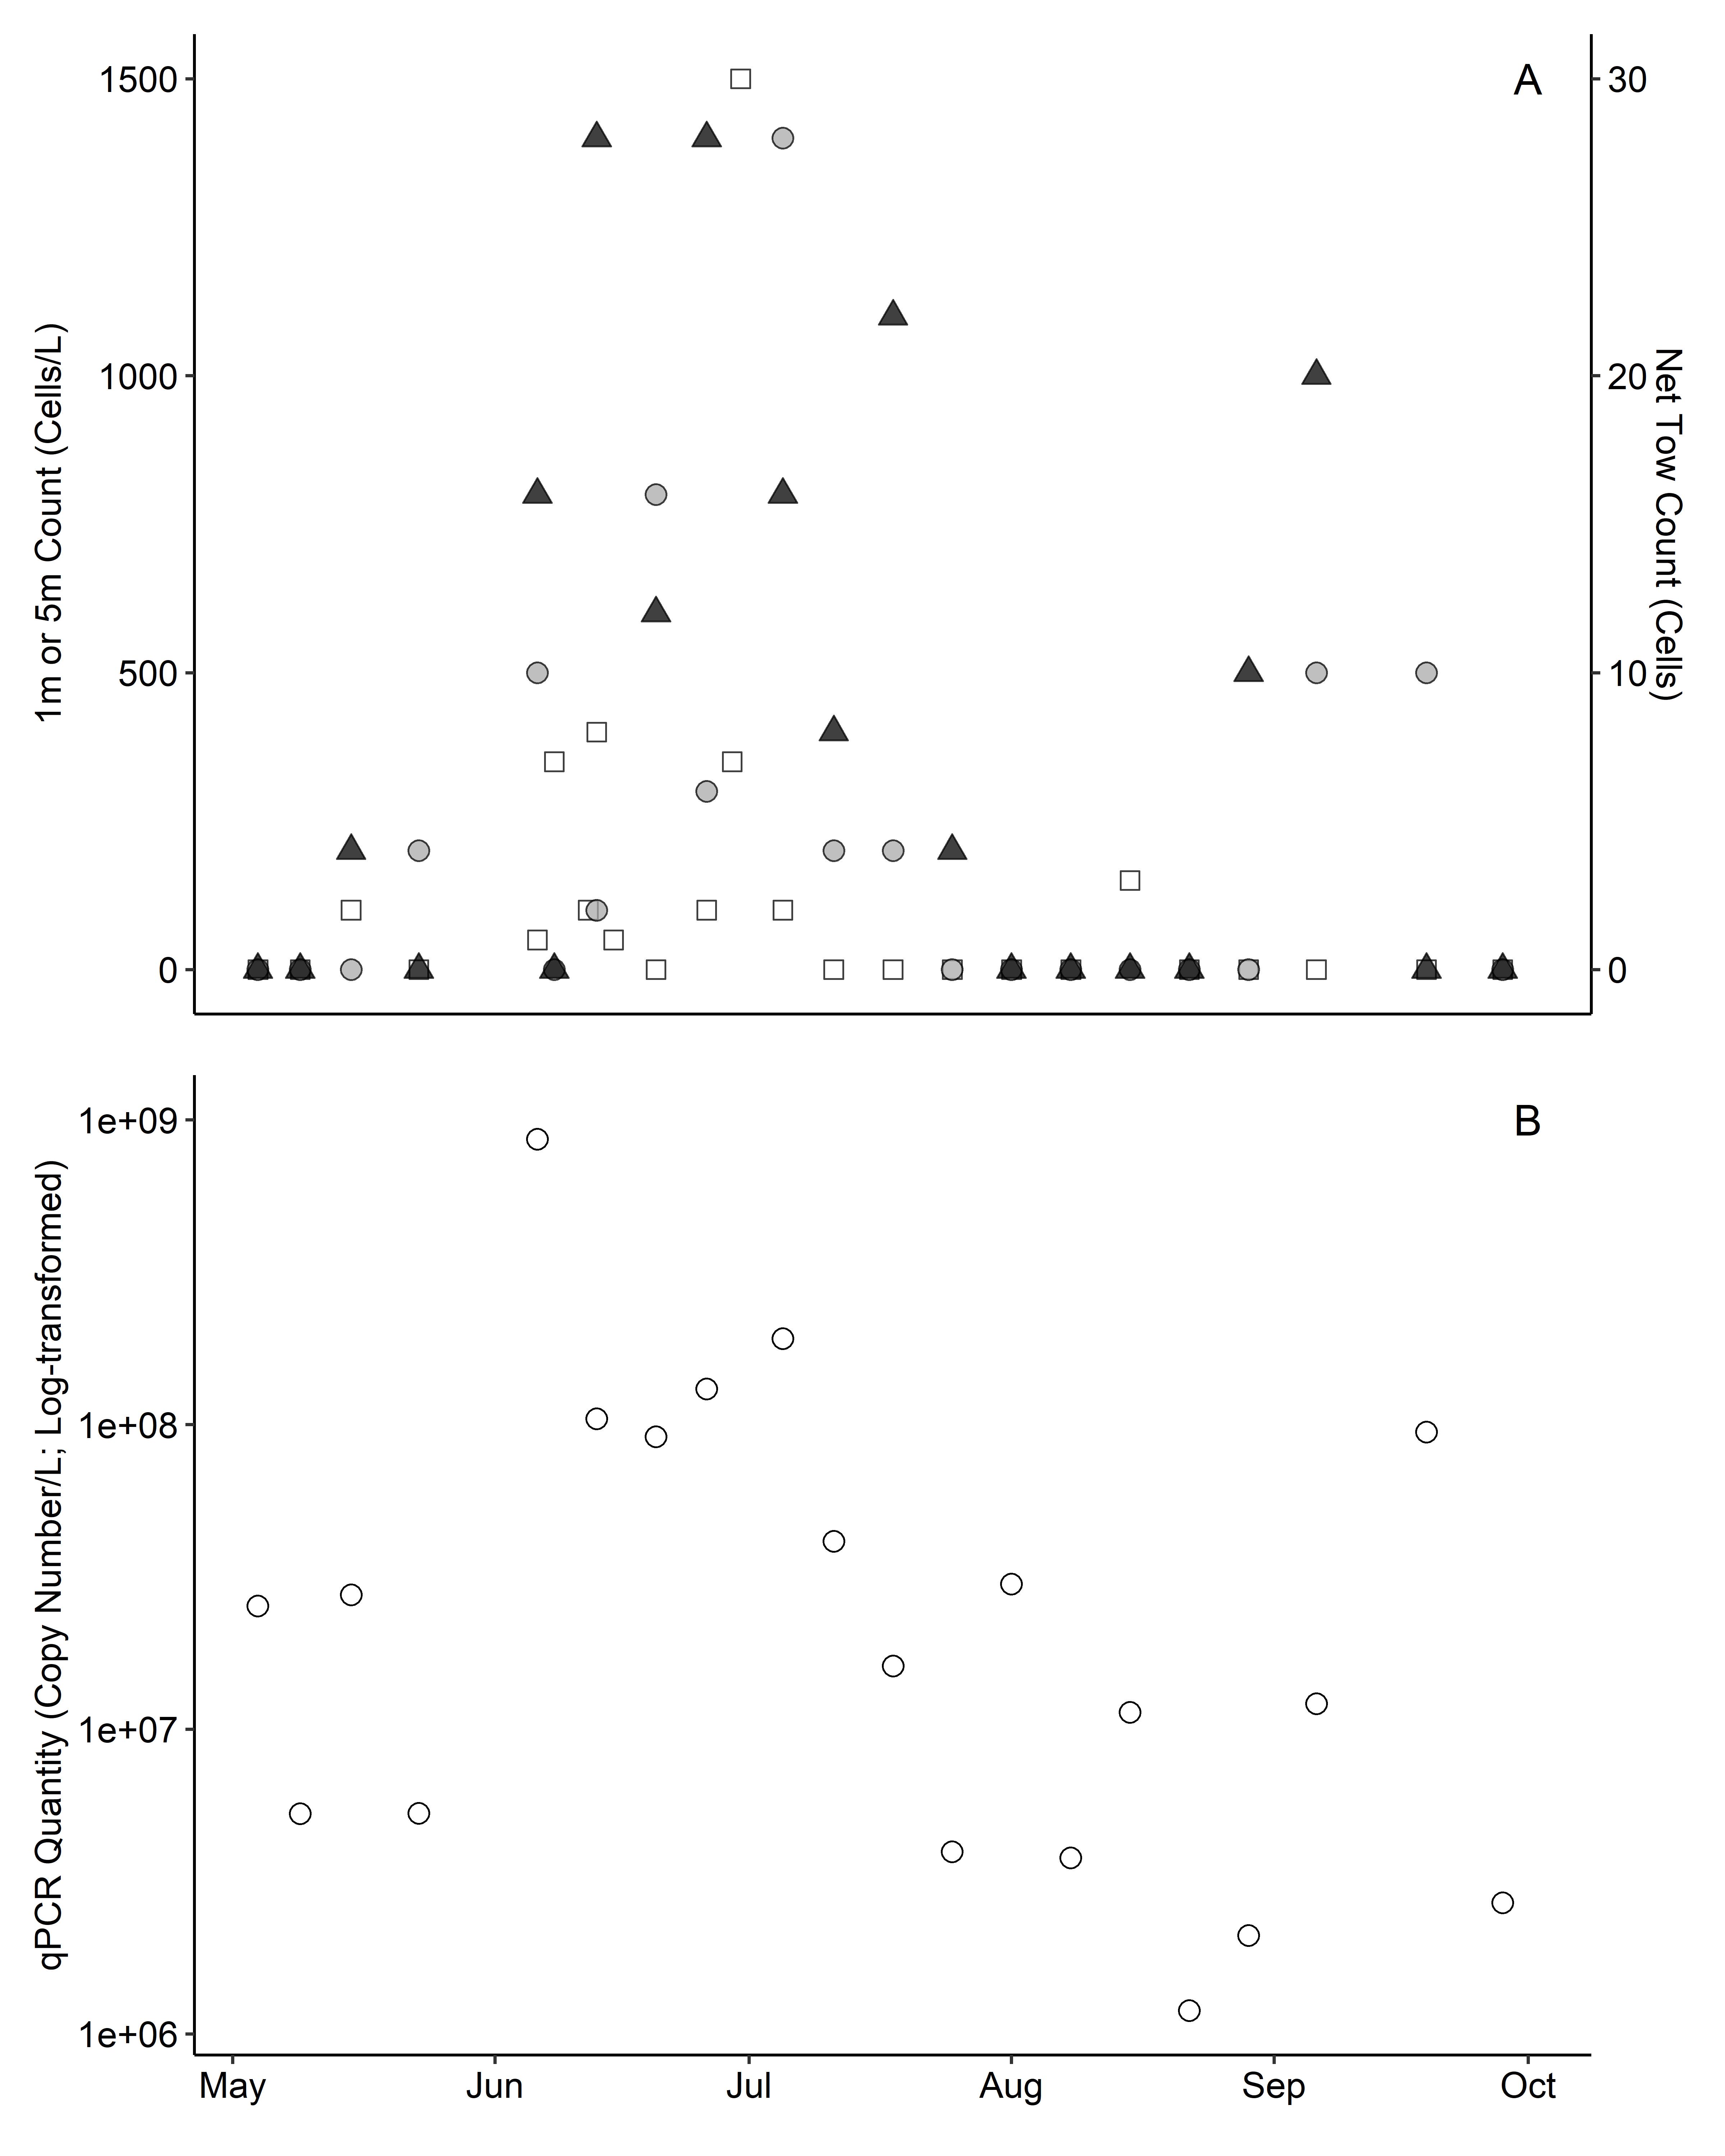 A
1500
1000
500
0
1m or 5m Count (Cells/L)
30
20
10
0
Net Tow Count (Cells)
B
1e+09
1e+08
1e+07
1e+06
qPCR Quantity (Copy Number/L; Log-transformed)
May Jun Jul Aug Sep Oct